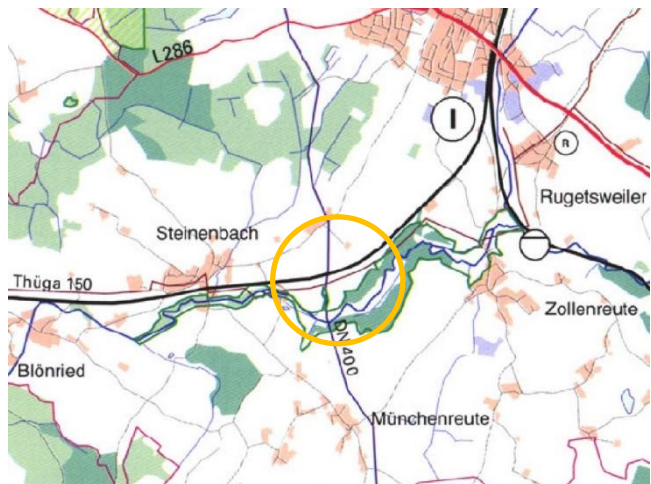 L286
I
R
Rugetsweiler
Steinenbach
Thüga 150
Zollenreute
DN 400
Blönried
Münchenreute